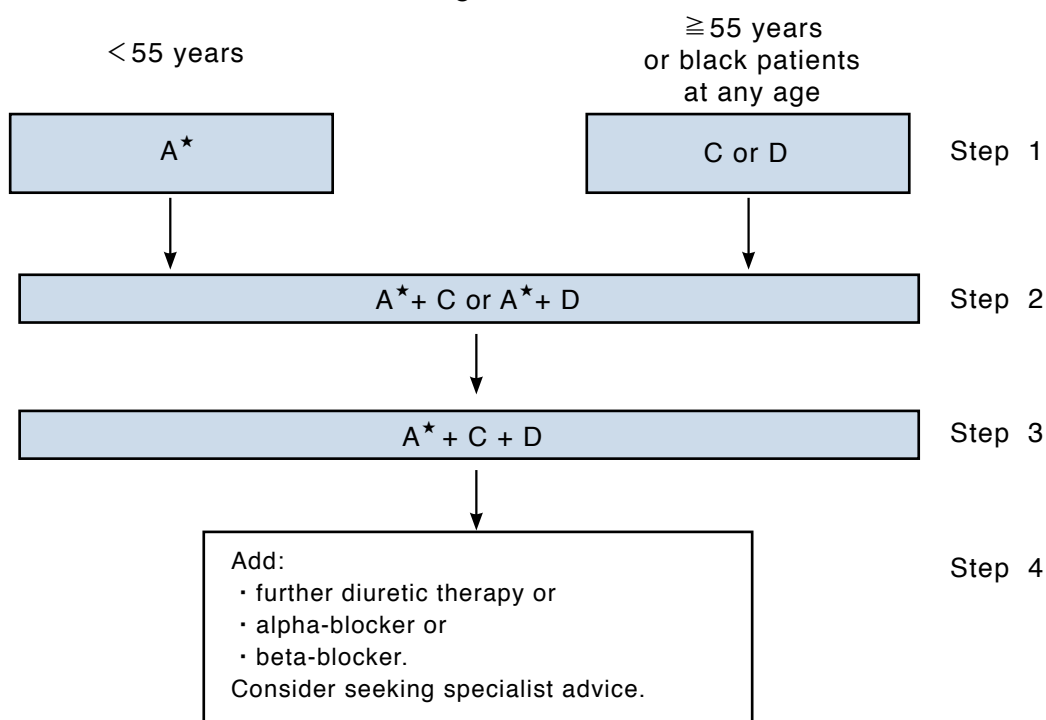 <55 years
≧55 years
or black patients
at any age
A★
C or D
Step 1
A★+ C or A★+ D
Step 2
A★ + C + D
Step 3
Add:
・further diuretic therapy or
・alpha-blocker or
・beta-blocker.
Consider seeking specialist advice.
Step 4